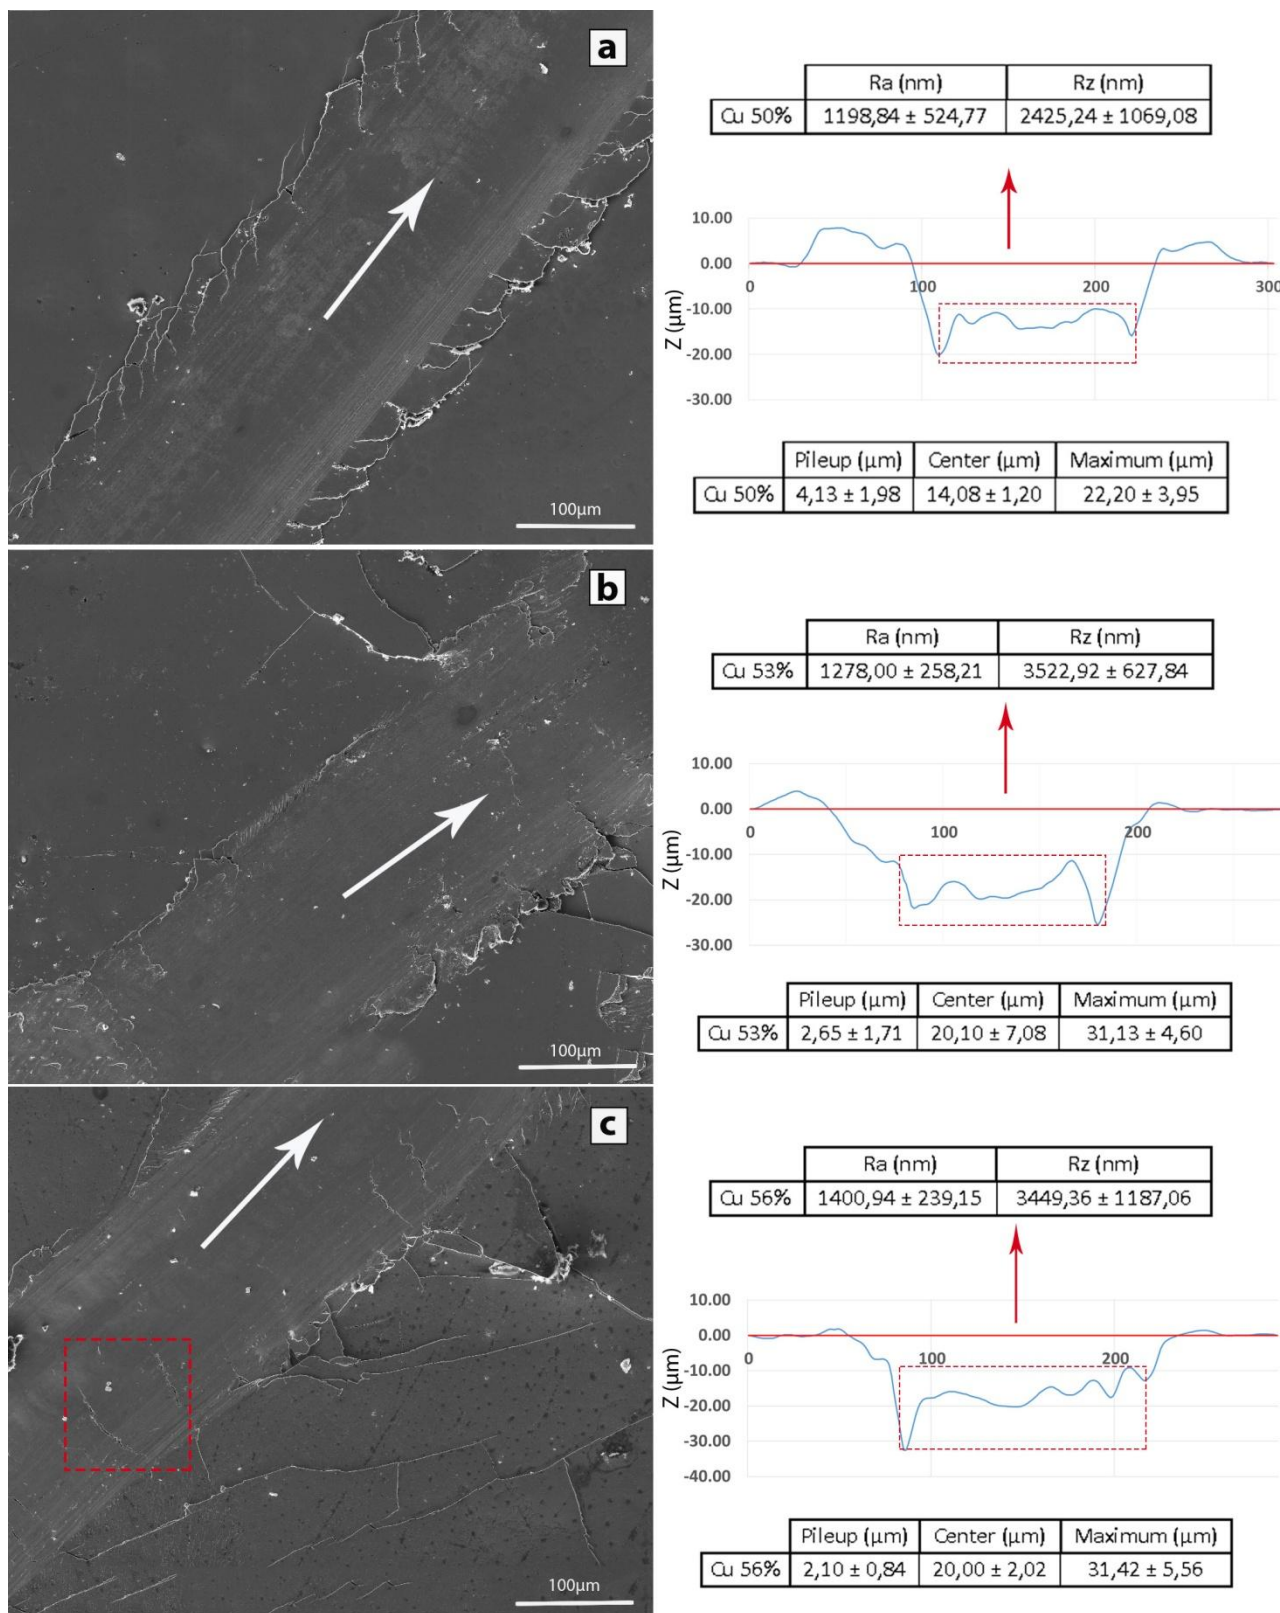 a
100µm
Ra (nm) Rz (nm)
Cu 50% 1198,84 ± 524,77 2425,24 ± 1069,08
10.00
0.00
-10.00
-20.00
-30.00
0 100 200 300
Z (µm)
Pileup (µm) Center (µm) Maximum (µm)
Cu 50% 4,13 ± 1,98 14,08 ± 1,20 22,20 ± 3,95
b
100µm
Ra (nm) Rz (nm)
Cu 53% 1278,00 ± 258,21 3522,92 ± 627,84
10.00
0.00
-10.00
-20.00
-30.00
0 100 200
Z (µm)
Pileup (µm) Center (µm) Maximum (µm)
Cu 53% 2,65 ± 1,71 20,10 ± 7,08 31,13 ± 4,60
c
100µm
Ra (nm) Rz (nm)
Cu 56% 1400,94 ± 239,15 3449,36 ± 1187,06
10.00
0.00
-10.00
-20.00
-30.00
-40.00
0 100 200
Z (µm)
Pileup (µm) Center (µm) Maximum (µm)
Cu 56% 2,10 ± 0,84 20,00 ± 2,02 31,42 ± 5,56